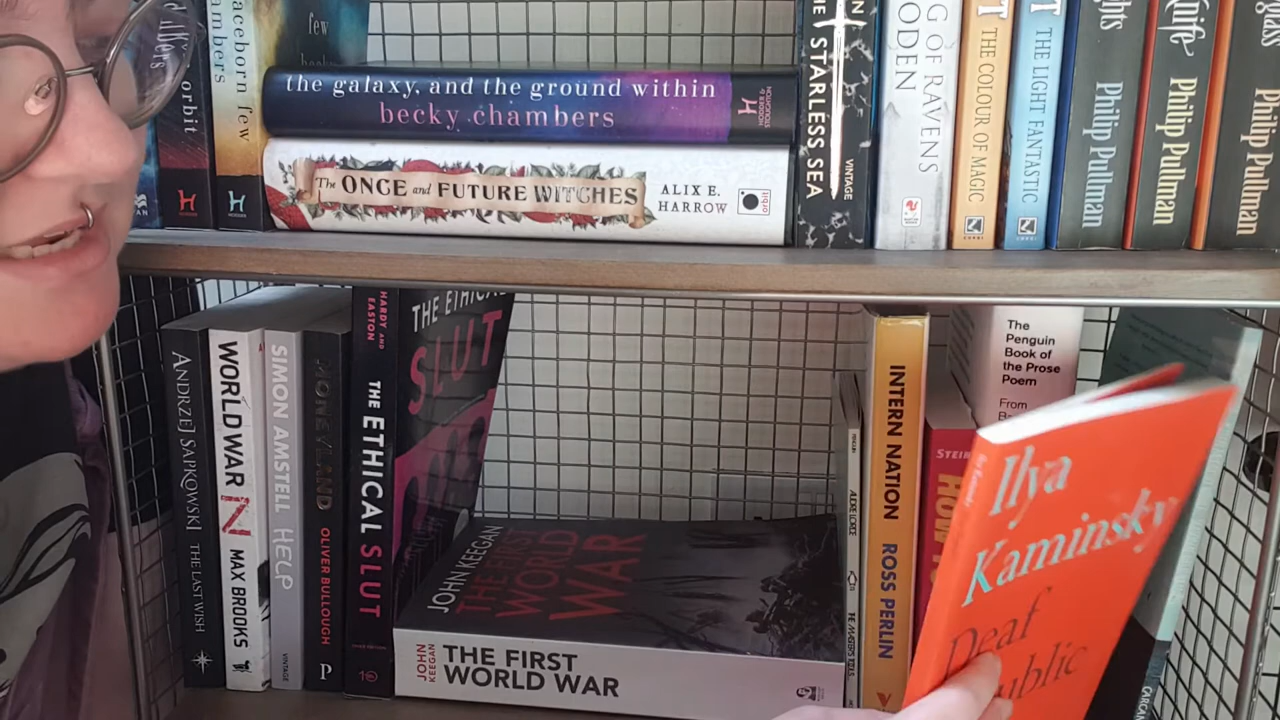 orbit
few
the galaxy, and the ground within
becky chambers
HODDER & STOUGHTON
The ONCE and FUTURE WITCHES
ALIX E.
HARROW
orbit
STARLESS SEA
VINTAGE
G OF RAVENS
ODEN
THE COLOUR OF MAGIC
THE LIGHT FANTASTIC
Philip Pullman
Philip Pullman
Philip Pullman
ANDRZEJ SAPKOWSKI THE LAST WISH
WORLD WAR Z MAX BROOKS
SIMON AMSTELL HELP
VINTAGE
MONEYLAND OLIVER BULLOUGH
P
HARDY AND
EASTON
THE ETHICAL SLUT
THE ETHICAL
SLUT
JOHN KEEGAN
THE FIRST
WORLD
WAR
JOHN
KEEGAN
THE FIRST
WORLD WAR
INTERN NATION ROSS PERLIN
The
Penguin
Book of
the Prose
Poem
From
Ilya
Kaminsky
Deaf
ublic